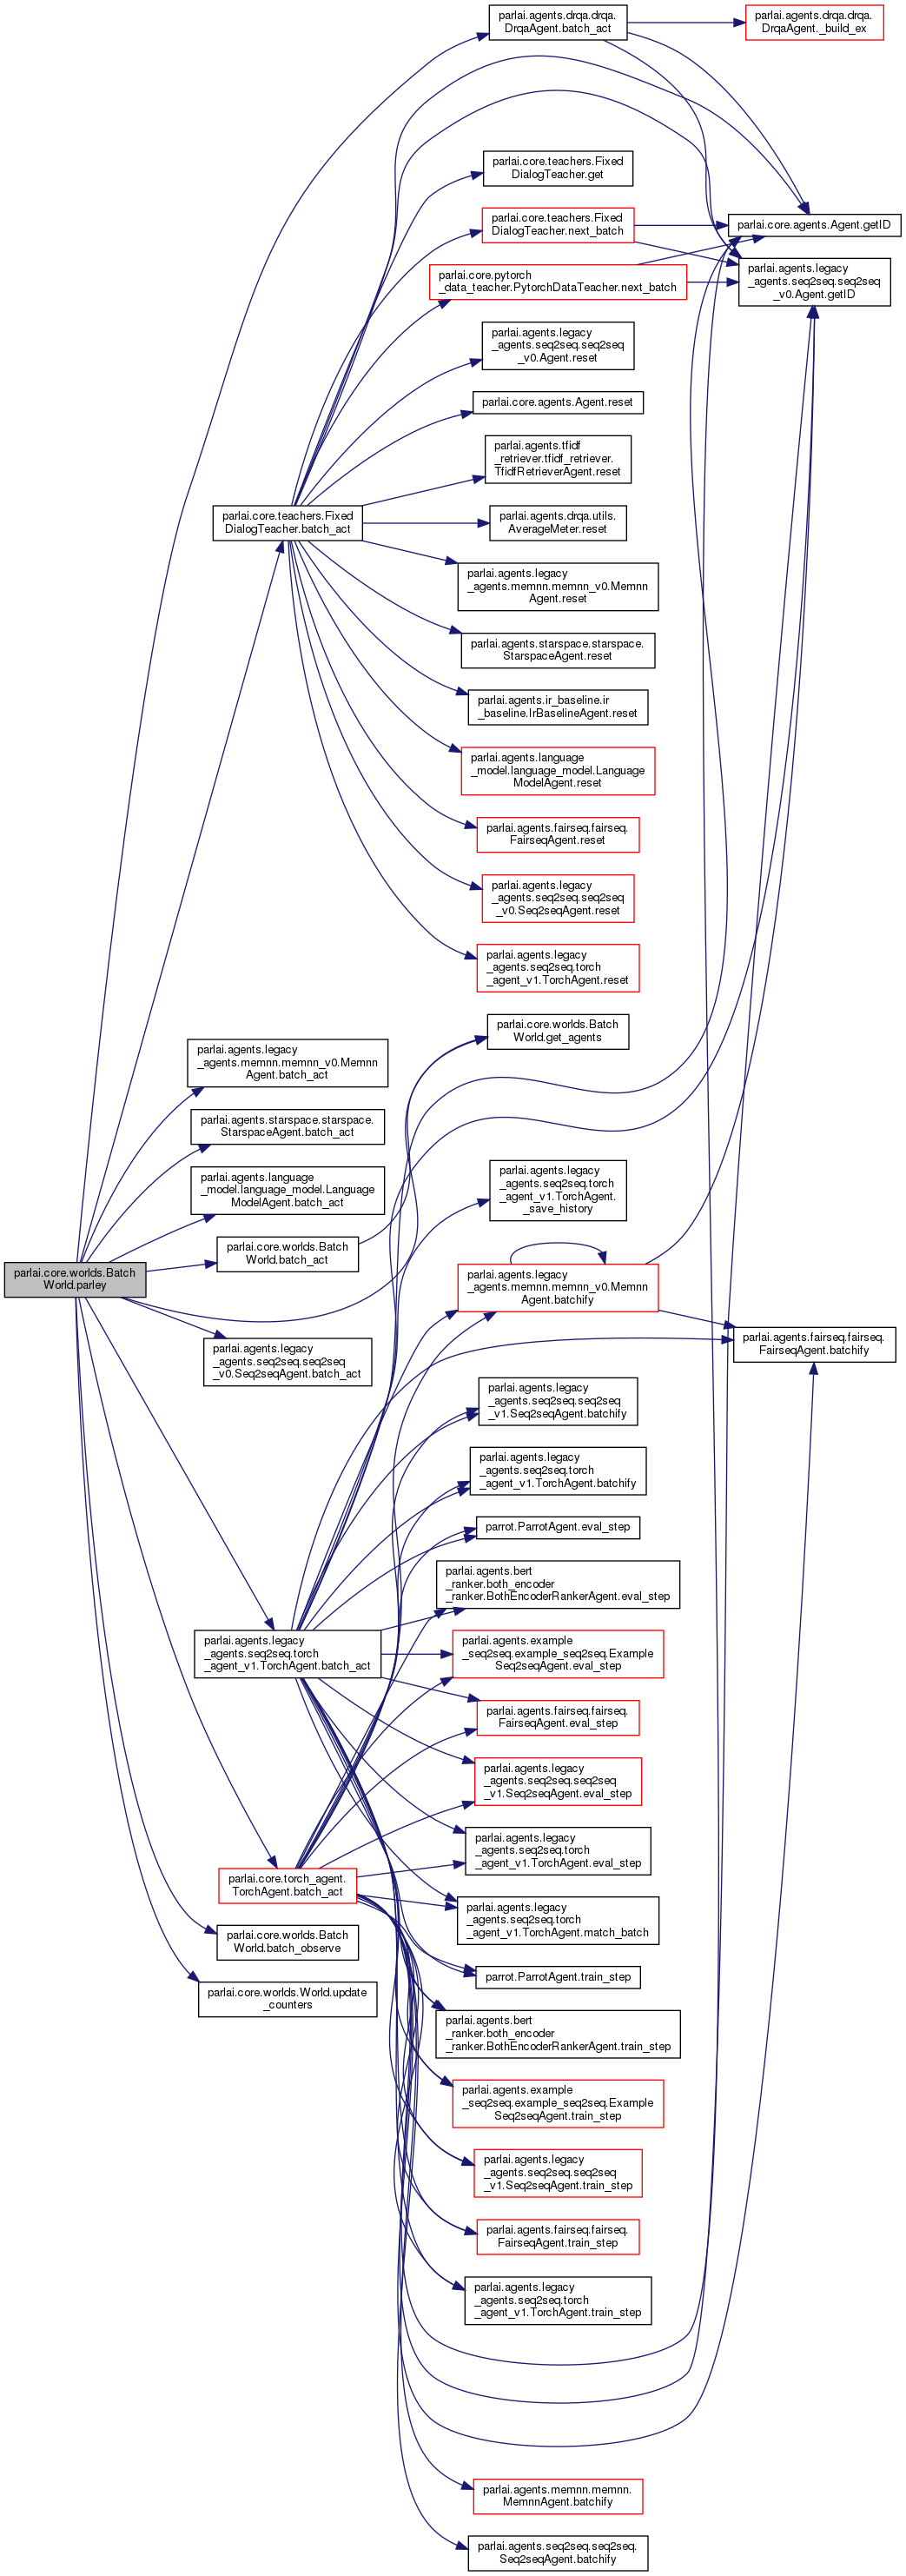 parlai.agents.drqa.drqa.
DrqaAgent.batch_act
parlai.agents.drqa.drqa.
DrqaAgent._build_ex
parlai.core.teachers.Fixed
DialogTeacher.get
parlai.core.teachers.Fixed
DialogTeacher.next_batch
parlai.core.agents.Agent.getID
parlai.core.pytorch
_data_teacher.PytorchDataTeacher.next_batch
parlai.agents.legacy
_agents.seq2seq.seq2seq
_v0.Agent.getID
parlai.agents.legacy
_agents.seq2seq.seq2seq
_v0.Agent.reset
parlai.core.agents.Agent.reset
parlai.agents.tfidf
_retriever.tfidf_retriever.
TfidfRetrieverAgent.reset
parlai.core.teachers.Fixed
DialogTeacher.batch_act
parlai.agents.drqa.utils.
AverageMeter.reset
parlai.agents.legacy
_agents.memnn.memnn_v0.Memnn
Agent.reset
parlai.agents.starspace.starspace.
StarspaceAgent.reset
parlai.agents.ir_baseline.ir
_baseline.IrBaselineAgent.reset
parlai.agents.language
_model.language_model.Language
ModelAgent.reset
parlai.agents.fairseq.fairseq.
FairseqAgent.reset
parlai.agents.legacy
_agents.seq2seq.seq2seq
_v0.Seq2seqAgent.reset
parlai.agents.legacy
_agents.seq2seq.torch
_agent_v1.TorchAgent.reset
parlai.core.worlds.Batch
World.get_agents
parlai.agents.legacy
_agents.memnn.memnn_v0.Memnn
Agent.batch_act
parlai.agents.starspace.starspace.
StarspaceAgent.batch_act
parlai.agents.language
_model.language_model.Language
ModelAgent.batch_act
parlai.agents.legacy
_agents.seq2seq.torch
_agent_v1.TorchAgent.
_save_history
parlai.core.worlds.Batch
World.batch_act
parlai.core.worlds.Batch
World.parley
parlai.agents.legacy
_agents.memnn.memnn_v0.Memnn
Agent.batchify
parlai.agents.fairseq.fairseq.
FairseqAgent.batchify
parlai.agents.legacy
_agents.seq2seq.seq2seq
_v0.Seq2seqAgent.batch_act
parlai.agents.legacy
_agents.seq2seq.seq2seq
_v1.Seq2seqAgent.batchify
parlai.agents.legacy
_agents.seq2seq.torch
_agent_v1.TorchAgent.batchify
parrot.ParrotAgent.eval_step
parlai.agents.bert
_ranker.both_encoder
_ranker.BothEncoderRankerAgent.eval_step
parlai.agents.legacy
_agents.seq2seq.torch
_agent_v1.TorchAgent.batch_act
parlai.agents.example
_seq2seq.example_seq2seq.Example
Seq2seqAgent.eval_step
parlai.agents.fairseq.fairseq.
FairseqAgent.eval_step
parlai.agents.legacy
_agents.seq2seq.seq2seq
_v1.Seq2seqAgent.eval_step
parlai.agents.legacy
_agents.seq2seq.torch
_agent_v1.TorchAgent.eval_step
parlai.core.torch_agent.
TorchAgent.batch_act
parlai.agents.legacy
_agents.seq2seq.torch
_agent_v1.TorchAgent.match_batch
parlai.core.worlds.Batch
World.batch_observe
parrot.ParrotAgent.train_step
parlai.core.worlds.World.update
_counters
parlai.agents.bert
_ranker.both_encoder
_ranker.BothEncoderRankerAgent.train_step
parlai.agents.example
_seq2seq.example_seq2seq.Example
Seq2seqAgent.train_step
parlai.agents.legacy
_agents.seq2seq.seq2seq
_v1.Seq2seqAgent.train_step
parlai.agents.fairseq.fairseq.
FairseqAgent.train_step
parlai.agents.legacy
_agents.seq2seq.torch
_agent_v1.TorchAgent.train_step
parlai.agents.memnn.memnn.
MemnnAgent.batchify
parlai.agents.seq2seq.seq2seq.
Seq2seqAgent.batchify